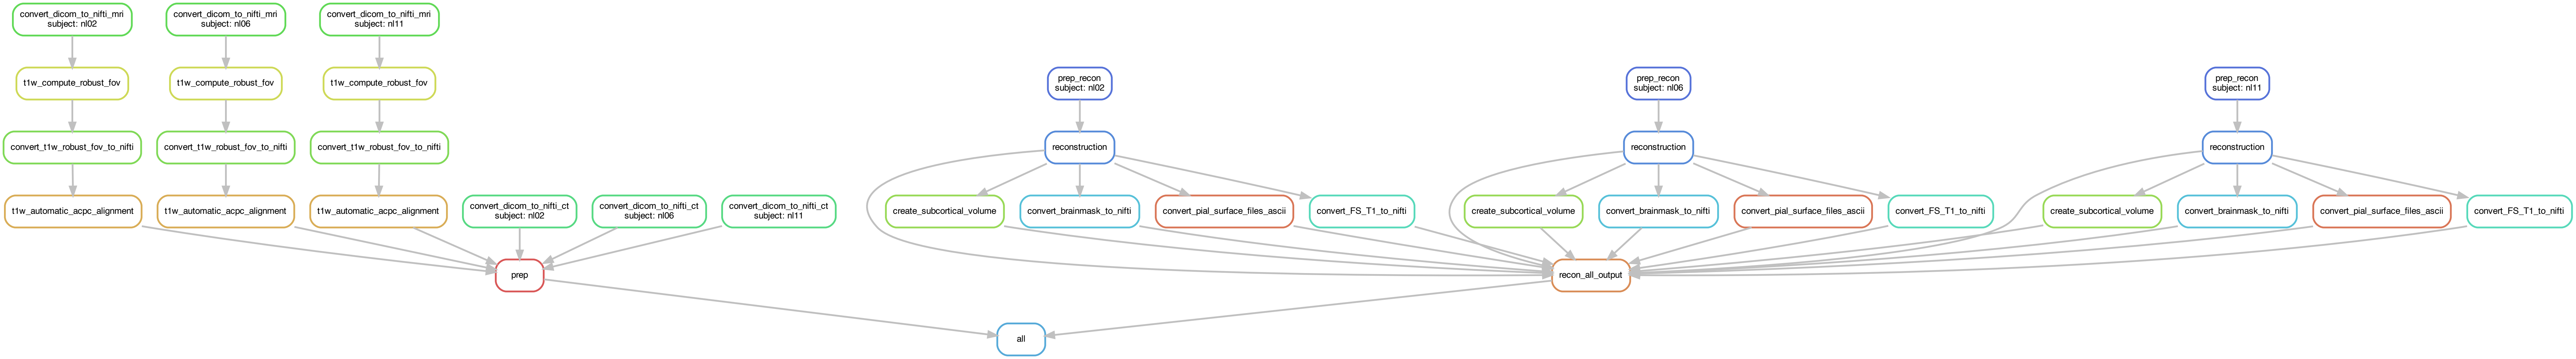 convert_dicom_to_nifti_mri
subject: nl02
convert_dicom_to_nifti_mri
subject: nl06
convert_dicom_to_nifti_mri
subject: nl11
t1w_compute_robust_fov
t1w_compute_robust_fov
t1w_compute_robust_fov
prep_recon
subject: nl02
prep_recon
subject: nl06
prep_recon
subject: nl11
convert_t1w_robust_fov_to_nifti
convert_t1w_robust_fov_to_nifti
convert_t1w_robust_fov_to_nifti
reconstruction
reconstruction
reconstruction
t1w_automatic_acpc_alignment
t1w_automatic_acpc_alignment
t1w_automatic_acpc_alignment
convert_dicom_to_nifti_ct
subject: nl02
convert_dicom_to_nifti_ct
subject: nl06
convert_dicom_to_nifti_ct
subject: nl11
create_subcortical_volume
convert_brainmask_to_nifti
convert_pial_surface_files_ascii
convert_FS_T1_to_nifti
create_subcortical_volume
convert_brainmask_to_nifti
convert_pial_surface_files_ascii
convert_FS_T1_to_nifti
create_subcortical_volume
convert_brainmask_to_nifti
convert_pial_surface_files_ascii
convert_FS_T1_to_nifti
prep
recon_all_output
all